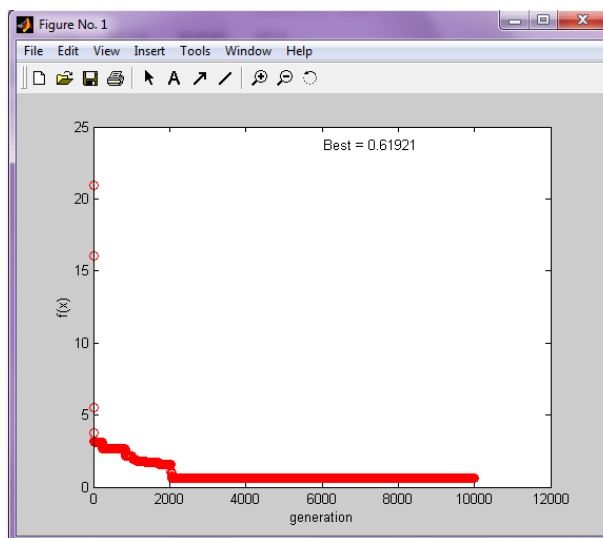 Figure No. 1
File Edit View Insert Tools Window Help
Best = 0.61921
25
20
15
10
5
0
f(x)
0 2000 4000 6000 8000 10000 12000
generation